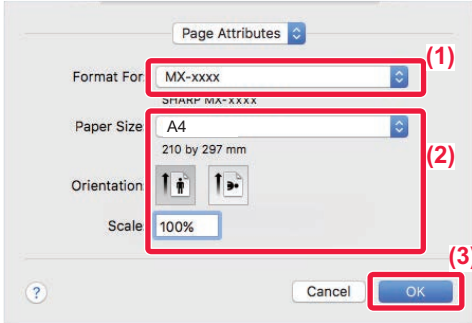 Page Attributes
(1)
Format For: MX-xxxx
SHARP MX-xxxx
Paper Size: A4
210 by 297 mm
(2)
Orientation:
Scale: 100%
(3)
? Cancel OK